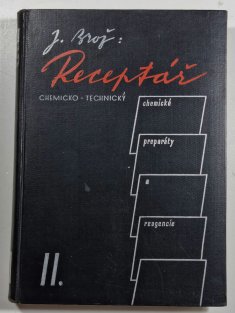 J. Brož:
Receptář
CHEMICKO - TECHNICKÝ
chemické
preparáty
a
reagencie
II.